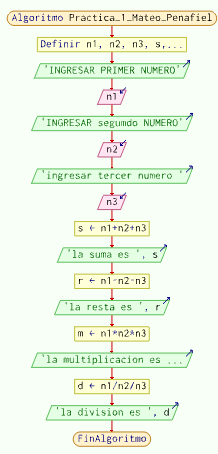 Algoritmo Practica_1_Mateo_Penafiel
Definir n1, n2, n3, s,...
'INGRESAR PRIMER NUMERO'
n1
'INGRESAR segumdo NUMERO'
n2
'ingresar tercer numero '
n3
s ← n1+n2+n3
'la suma es ', s
r ← n1-n2-n3
'la resta es ', r
m ← n1*n2*n3
'la multiplicacion es ...
d ← n1/n2/n3
'la division es ', d
FinAlgoritmo